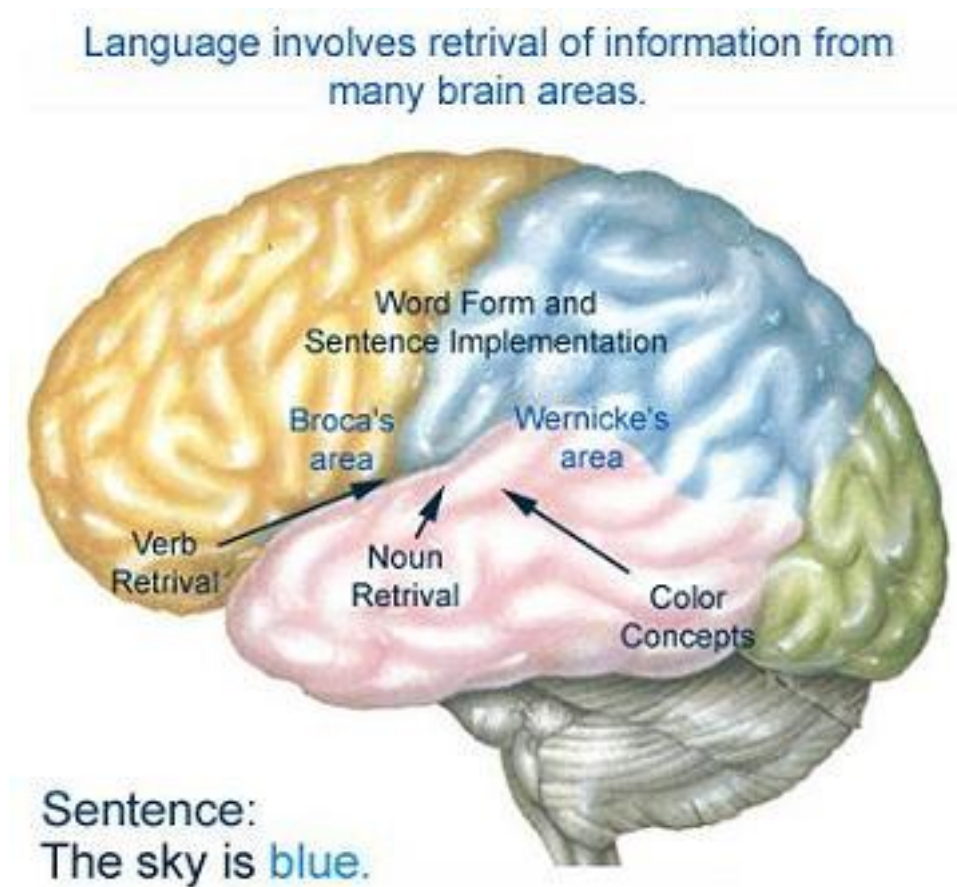 Language involves retrival of information from
many brain areas.
Word Form and
Sentence Implementation
Broca's
area
Wernicke's
area
Verb
Retrival
Noun
Retrival
Color
Concepts
Sentence:
The sky is blue.